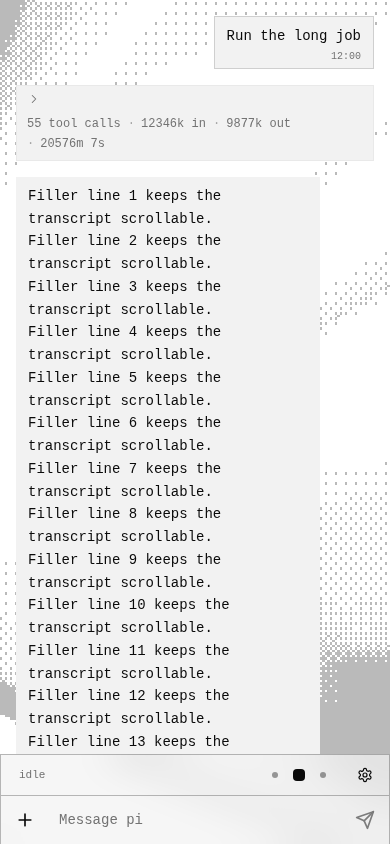 Run the long job
12:00
55 tool calls · 12346k in · 9877k out
· 20576m 7s
Filler line 1 keeps the
transcript scrollable.
Filler line 2 keeps the
transcript scrollable.
Filler line 3 keeps the
transcript scrollable.
Filler line 4 keeps the
transcript scrollable.
Filler line 5 keeps the
transcript scrollable.
Filler line 6 keeps the
transcript scrollable.
Filler line 7 keeps the
transcript scrollable.
Filler line 8 keeps the
transcript scrollable.
Filler line 9 keeps the
transcript scrollable.
Filler line 10 keeps the
transcript scrollable.
Filler line 11 keeps the
transcript scrollable.
Filler line 12 keeps the
transcript scrollable.
Filler line 13 keeps the
idle
Message pi